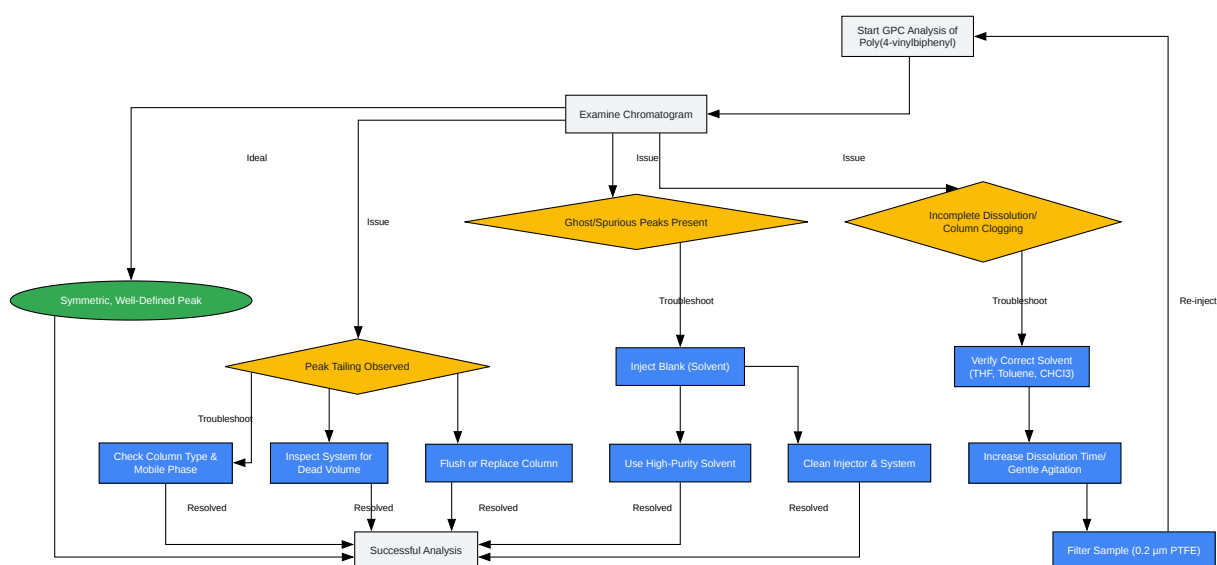 Start GPC Analysis of
Poly(4-vinylbiphenyl)
Examine Chromatogram
Ideal
Issue
Issue
Issue
Ghost/Spurious Peaks Present
Incomplete Dissolution/
Column Clogging
Symmetric, Well-Defined Peak
Troubleshoot
Troubleshoot
Re-inject
Peak Tailing Observed
Inject Blank (Solvent)
Verify Correct Solvent
(THF, Toluene, CHCl3)
Troubleshoot
Check Column Type &
Mobile Phase
Inspect System for
Dead Volume
Flush or Replace Column
Use High-Purity Solvent
Clean Injector & System
Increase Dissolution Time/
Gentle Agitation
Resolved
Resolved
Resolved
Resolved
Resolved
Successful Analysis
Filter Sample (0.2 µm PTFE)